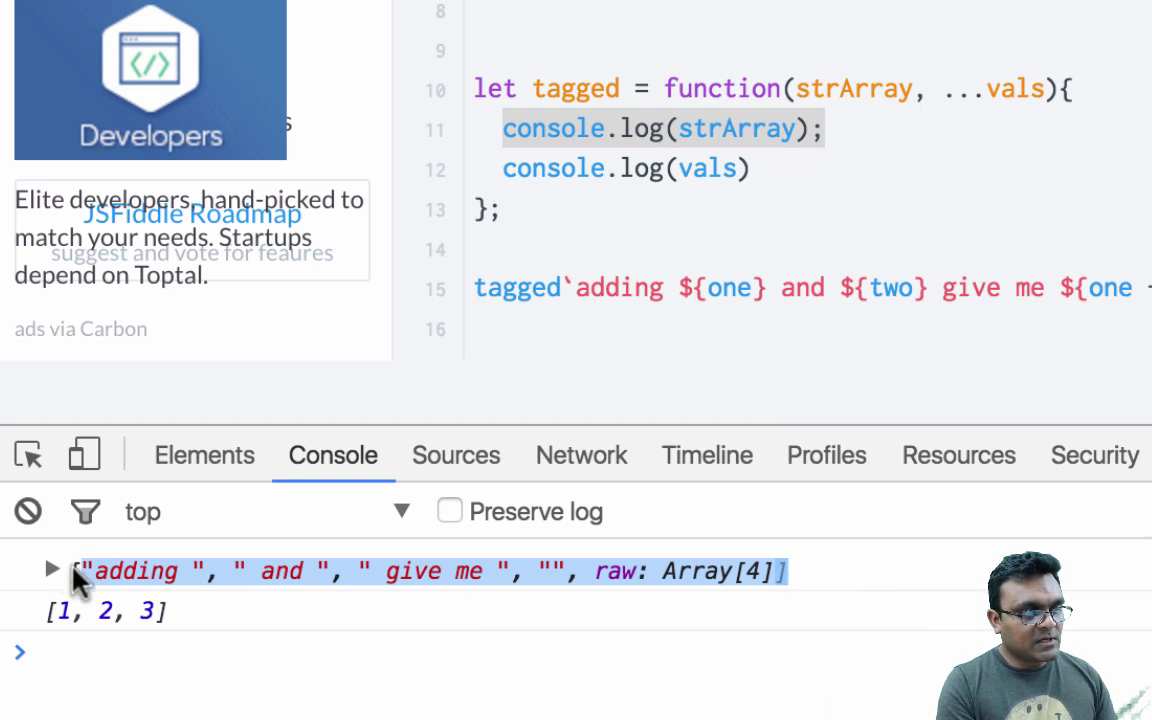 Developers
s
Elite developers, hand-picked to
JSFiddle Roadmap
match your needs. Startups
suggest and vote for feaures
depend on Toptal.
ads via Carbon
8
9
10 let tagged = function(strArray, ...vals){
11 console.log(strArray);
12 console.log(vals)
13 };
14
15 tagged`adding ${one} and ${two} give me ${one
16
Elements Console Sources Network Timeline Profiles Resources Security
top ▼ Preserve log
["adding ", " and ", " give me ", "", raw: Array[4]]
[1, 2, 3]
>